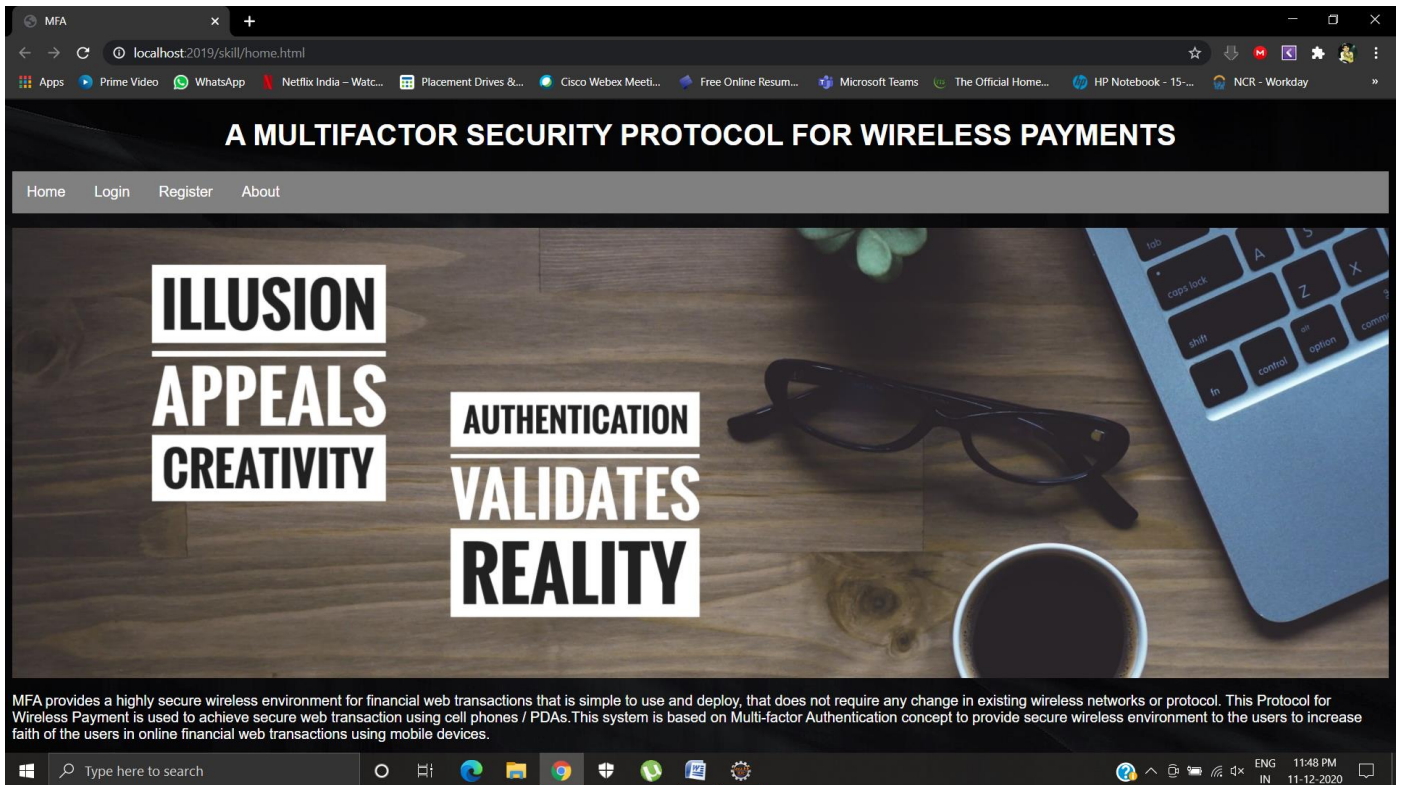 MFA
localhost:2019/skill/home.html
Apps Prime Video WhatsApp Netflix India – Watc... Placement Drives &... Cisco Webex Meeti... Free Online Resum... Microsoft Teams The Official Home... HP Notebook - 15-... NCR - Workday »
A MULTIFACTOR SECURITY PROTOCOL FOR WIRELESS PAYMENTS
Home Login Register About
ILLUSION
APPEALS
CREATIVITY
AUTHENTICATION
VALIDATES
REALITY
tab
caps lock
A
S
shift
Z
X
fn
control
alt
option
MFA provides a highly secure wireless environment for financial web transactions that is simple to use and deploy, that does not require any change in existing wireless networks or protocol. This Protocol for
Wireless Payment is used to achieve secure web transaction using cell phones / PDAs.This system is based on Multi-factor Authentication concept to provide secure wireless environment to the users to increase
faith of the users in online financial web transactions using mobile devices.
Type here to search
ENG 11:48 PM
IN 11-12-2020